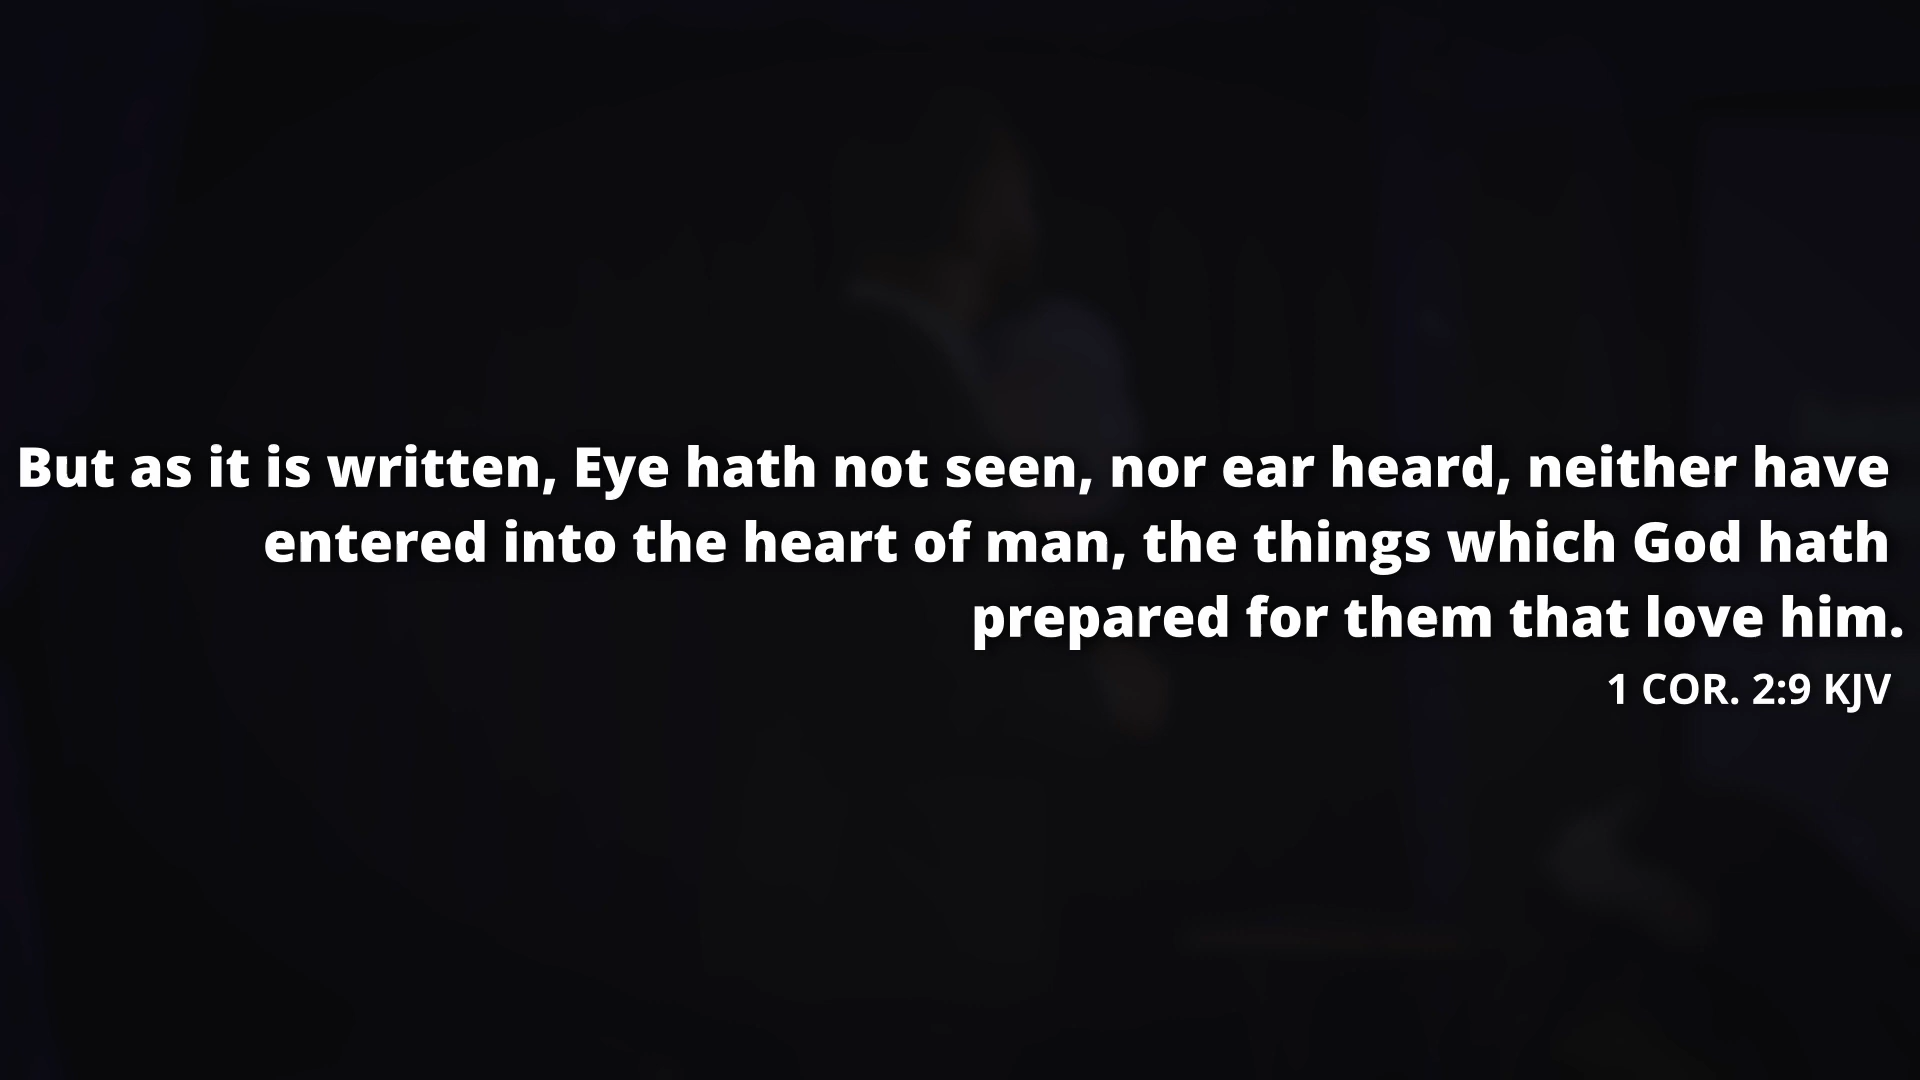 But as it is written, Eye hath not seen, nor ear heard, neither have
entered into the heart of man, the things which God hath
prepared for them that love him.
1 COR. 2:9 KJV